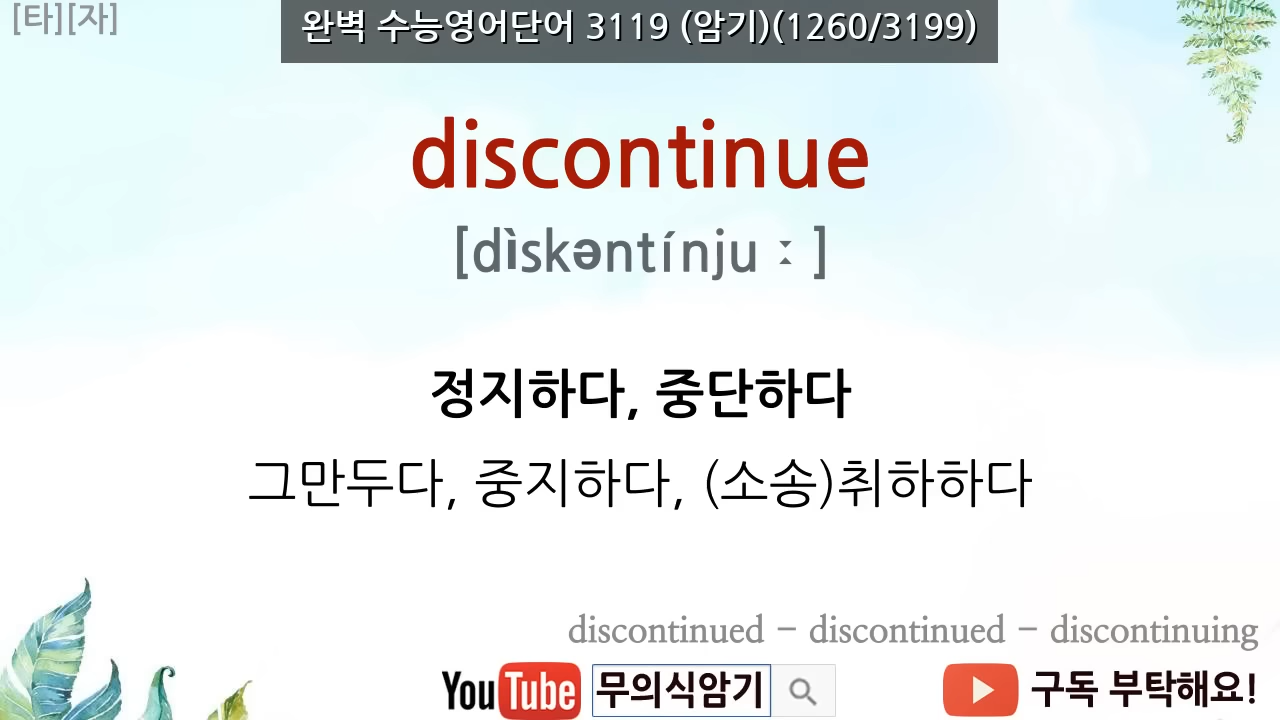 [타][자]
완벽 수능영어단어 3119 (암기)(1260/3199)
discontinue
[dìskəntínjuː]
정지하다, 중단하다
그만두다, 중지하다, (소송)취하하다
discontinued - discontinued - discontinuing
YouTube 무의식암기 구독 부탁해요!